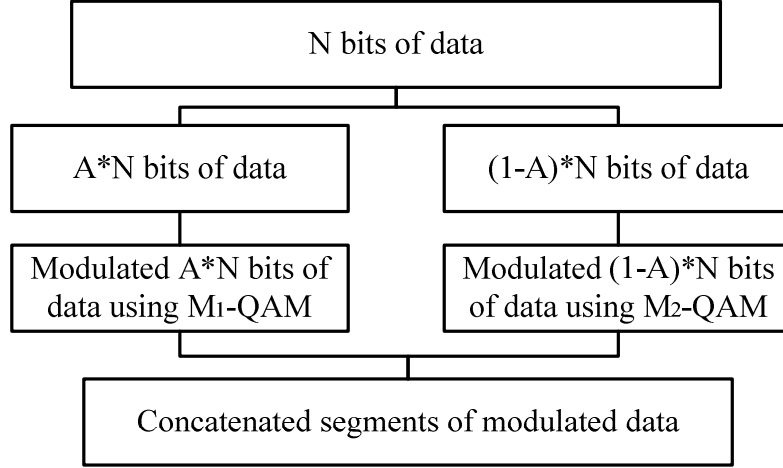 N bits of data
A*N bits of data
(1-A)*N bits of data
Modulated A*N bits of
data using M1-QAM
Modulated (1-A)*N bits
of data using M2-QAM
Concatenated segments of modulated data